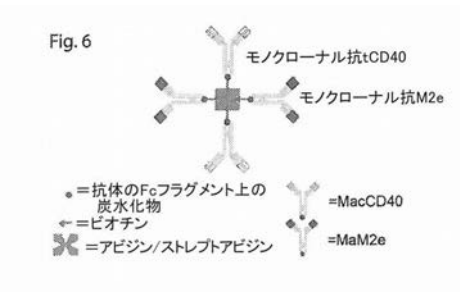 Fig. 6
モノクローナル抗tCD40
モノクローナル抗M2e
=抗体のFcフラグメント上の
炭水化物
=ビオチン
=アビジン/ストレプトアビジン
=MacCD40
=MaM2e